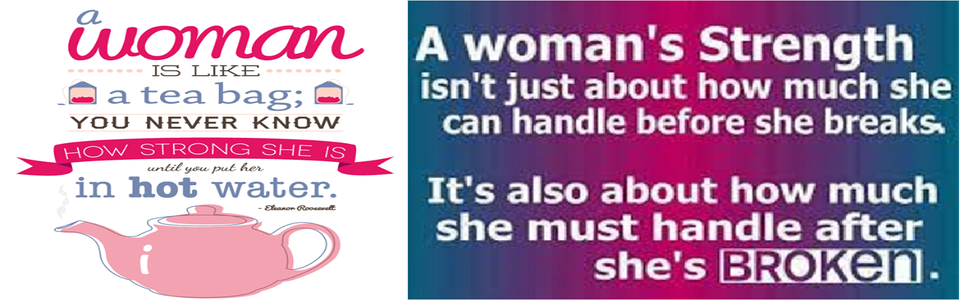 a
woman
IS LIKE
a tea bag;
YOU NEVER KNOW
HOW STRONG SHE IS
until you put her
in hot water.
- Eleanor Roosevelt
A woman's Strength
isn't just about how much she
can handle before she breaks.
It's also about how much
she must handle after
she's BROKen.